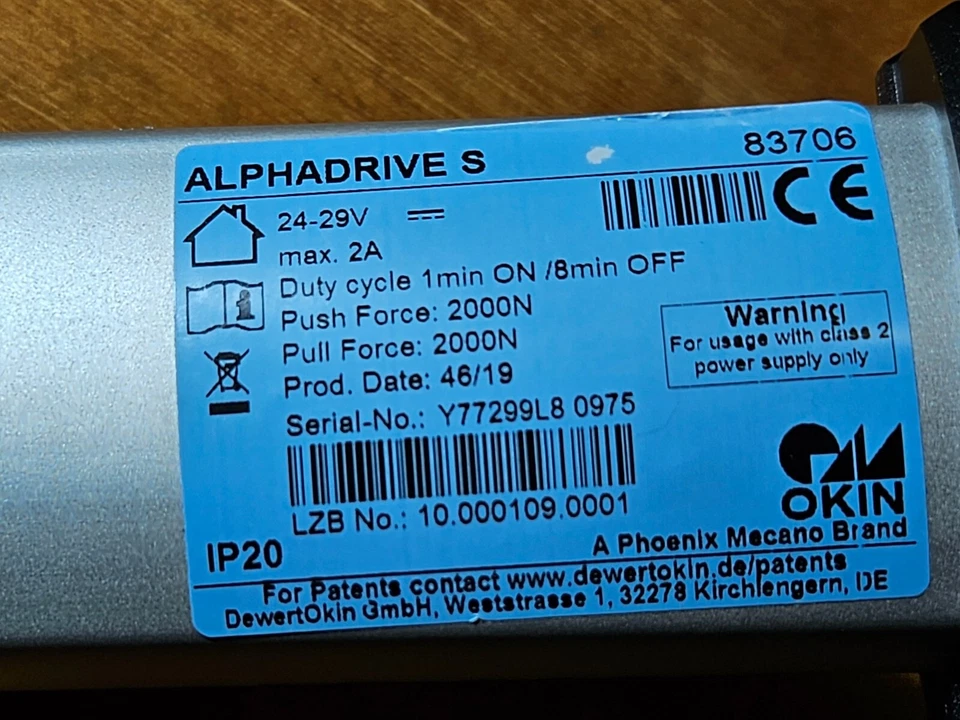 ALPHADRIVE S
83706
24-29V
max. 2A
CE
Duty cycle 1min ON /8min OFF
Push Force: 2000N
Pull Force: 2000N
Prod. Date: 46/19
Warning
For usage with class 2
power supply only
Serial-No.: Y77299L8 0975
LZB No.: 10.000109.0001
OKIN
IP20
A Phoenix Mecano Brand
For Patents contact www.dewertokin.de/patents
DewertOkin GmbH, Weststrasse 1, 32278 Kirchlengern, DE